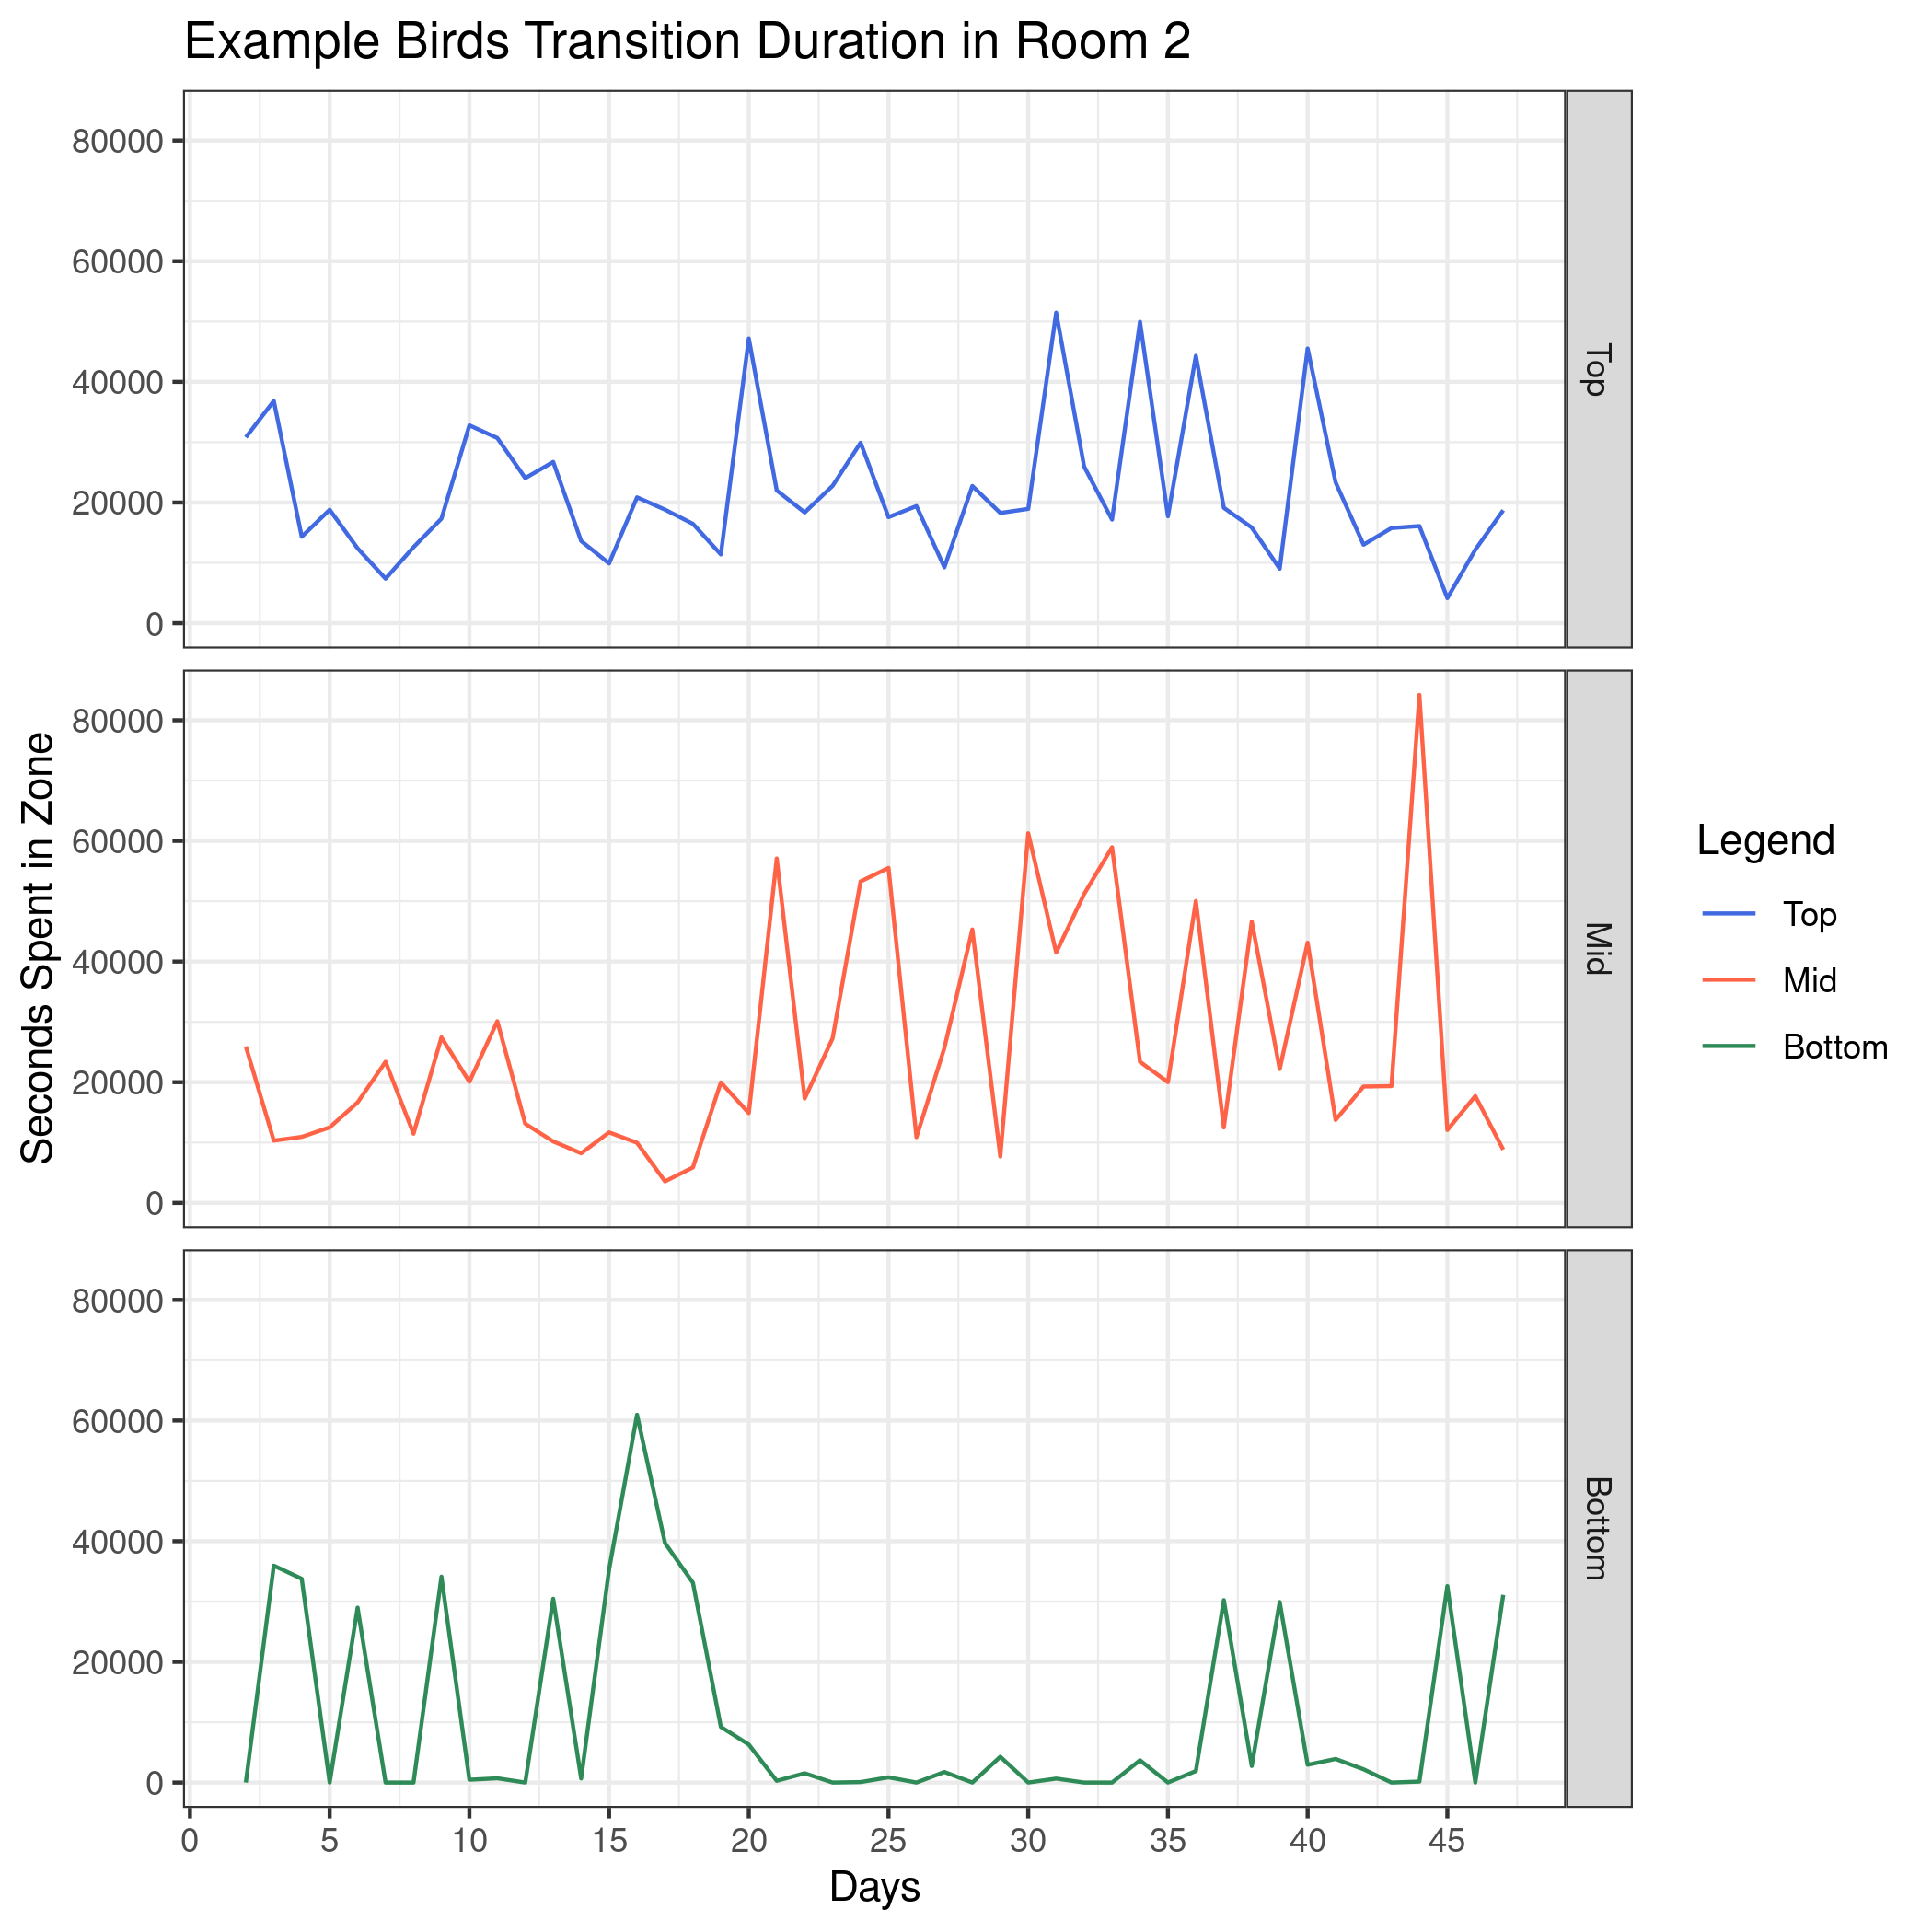 Example Birds Transition Duration in Room 2
80000
60000
40000
20000
0
Top
80000
60000
40000
20000
0
Mid
80000
60000
40000
20000
0
Bottom
0 5 10 15 20 25 30 35 40 45
Days
Seconds Spent in Zone
Legend
Top
Mid
Bottom